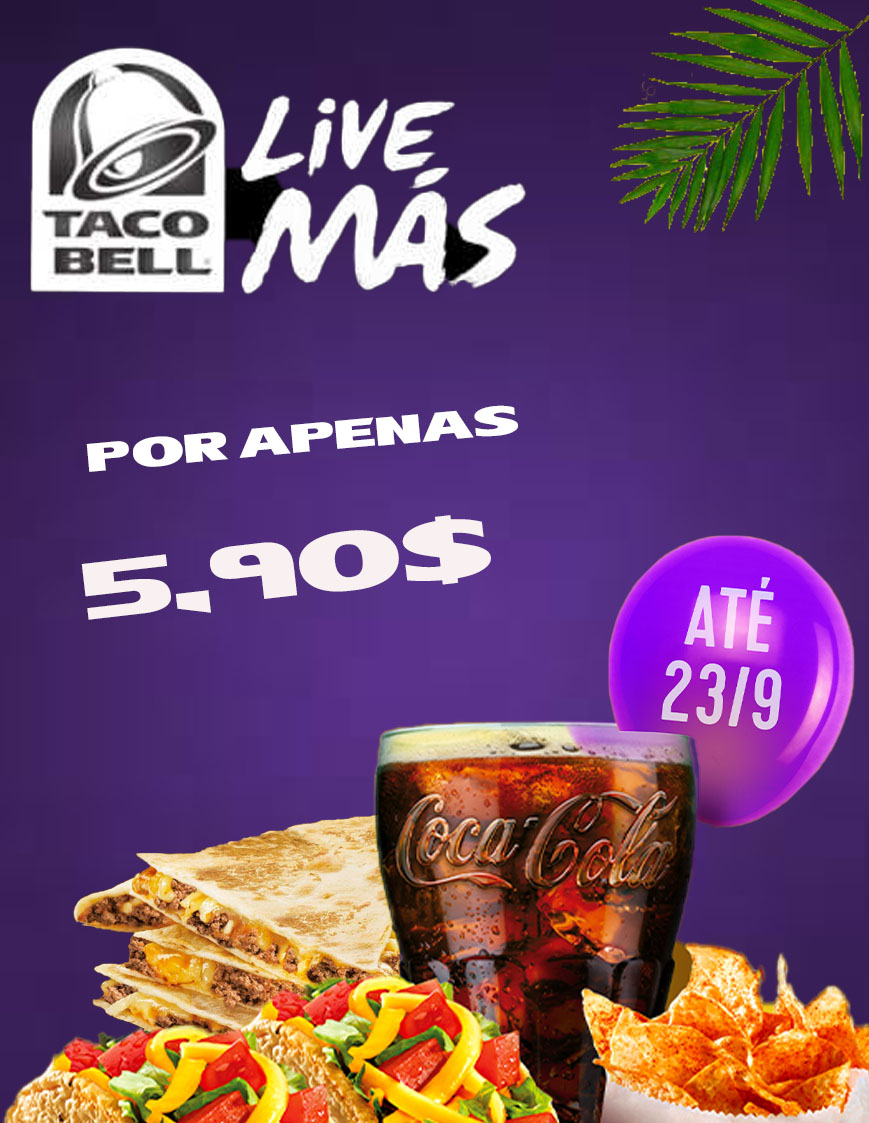 TACO
BELL
LiVE
MÁS
POR APENAS
5,90$
ATÉ
23/9
Coca-Cola